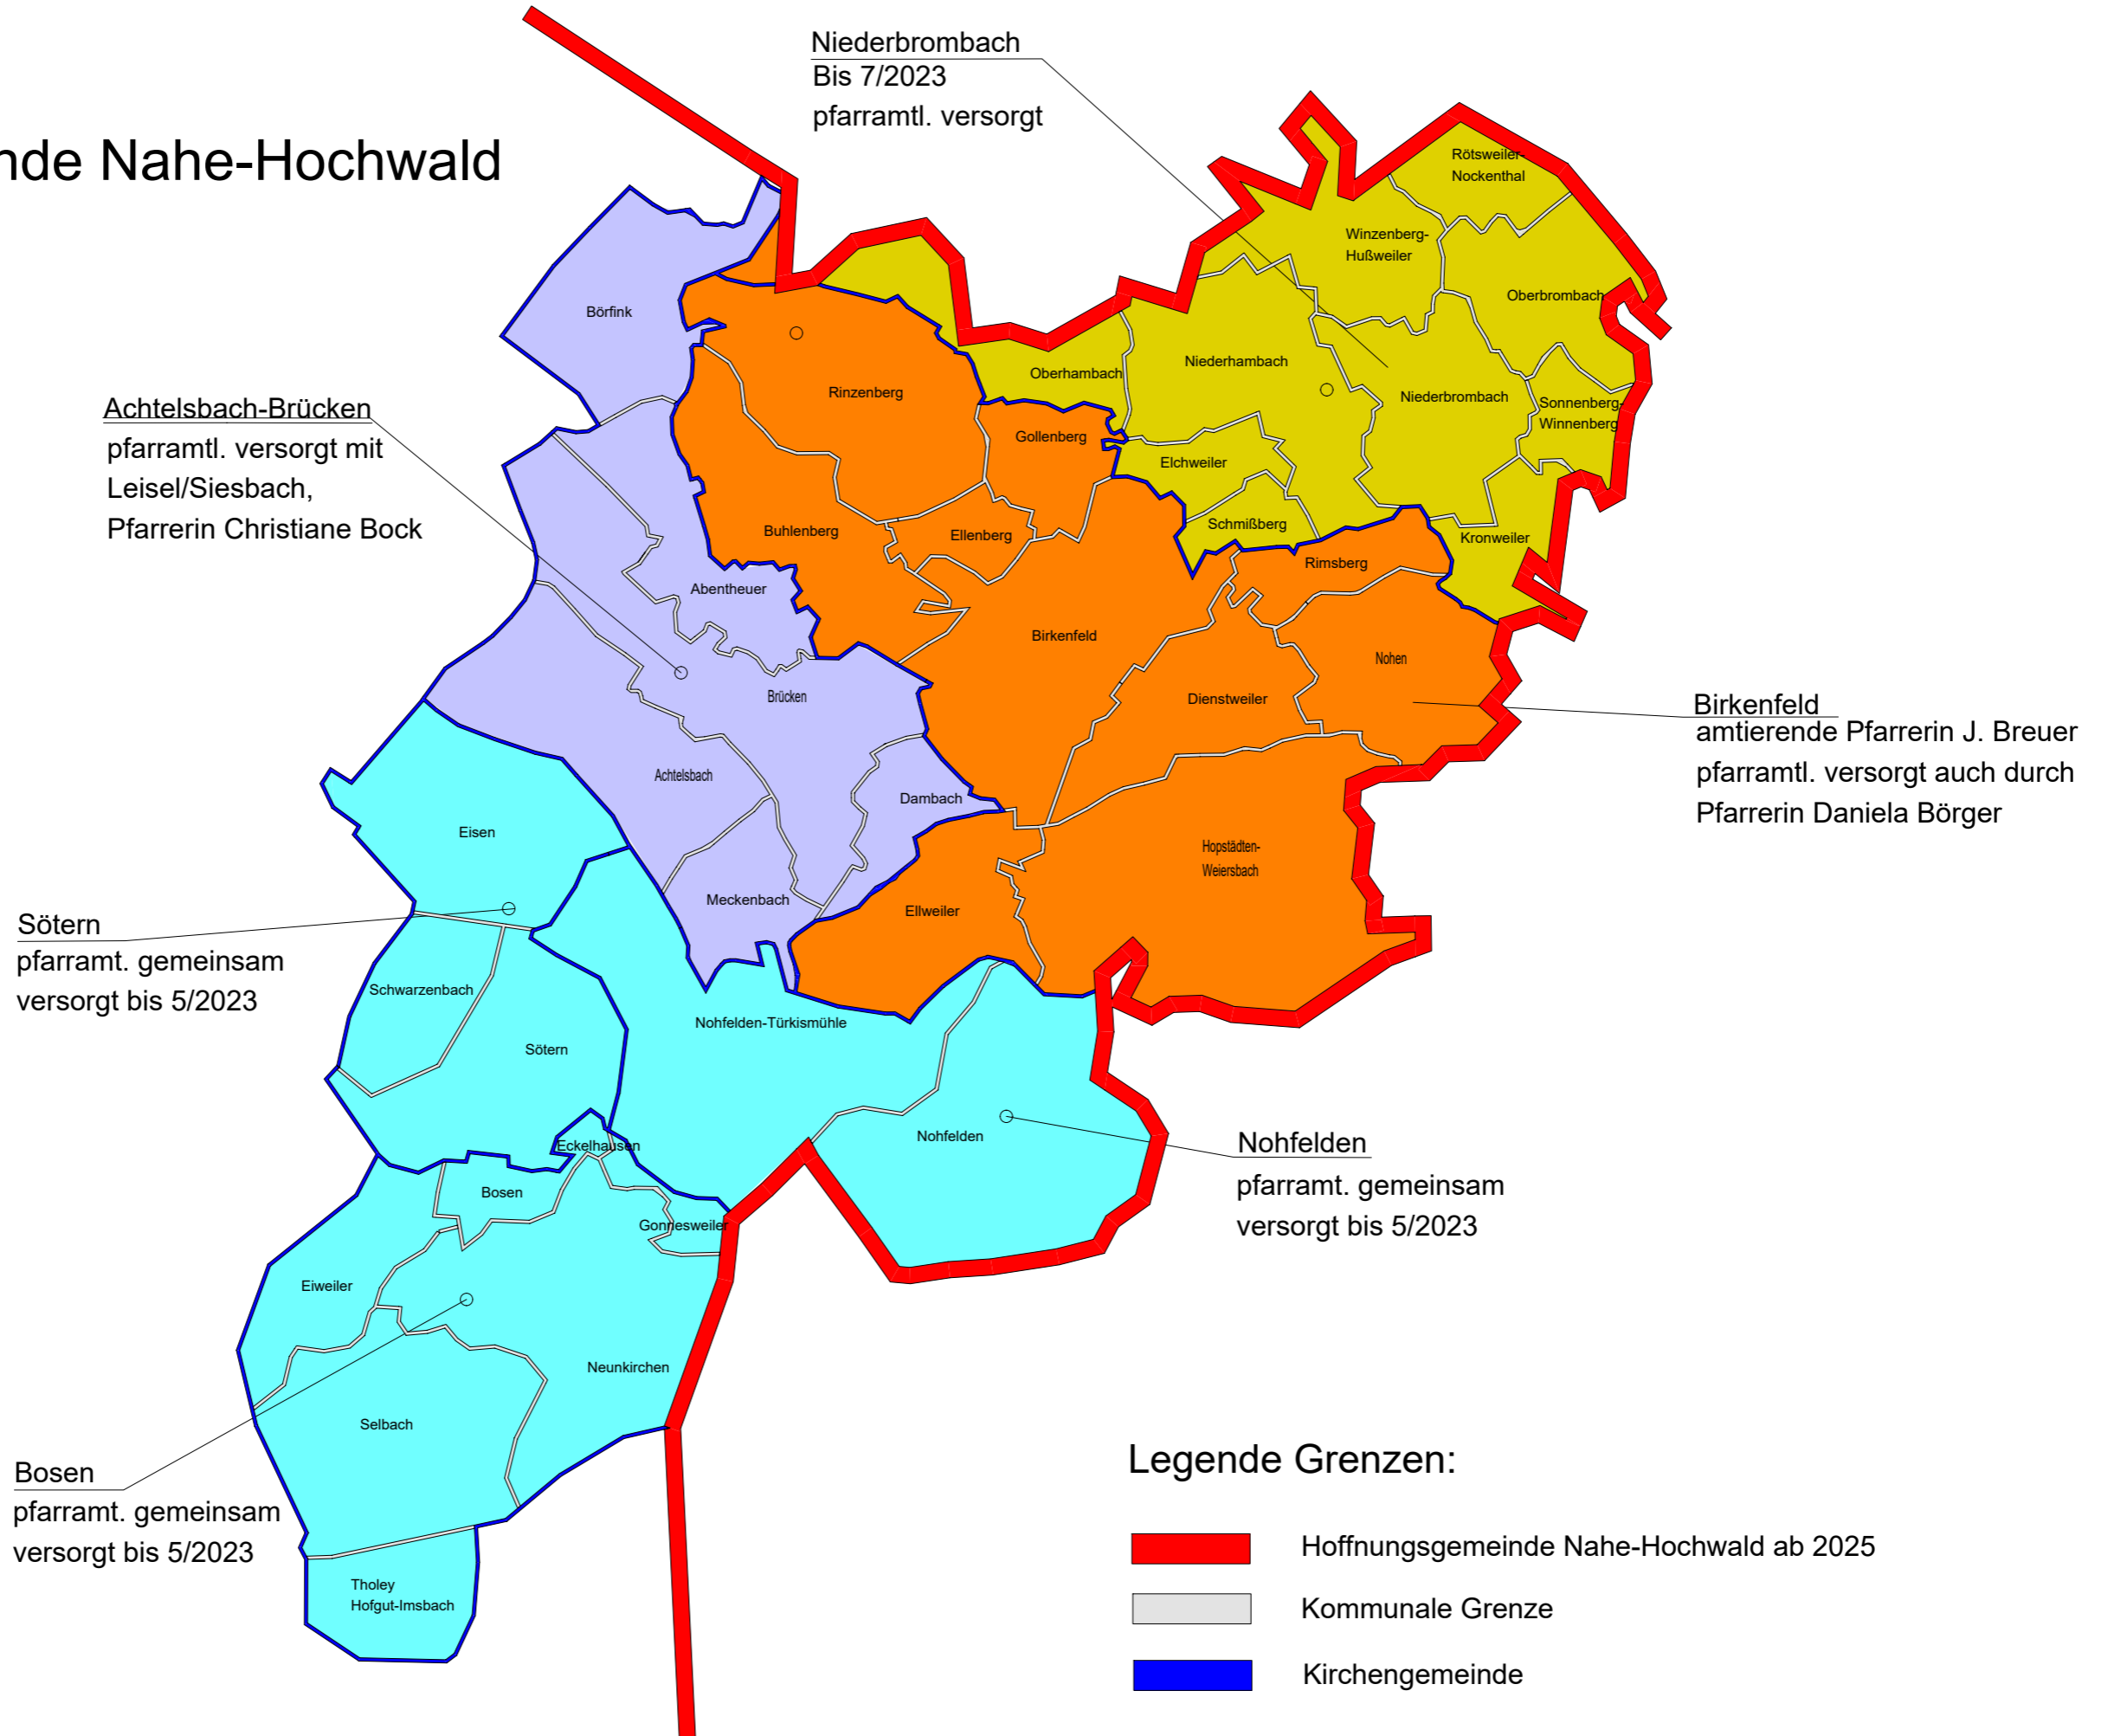 nde Nahe-Hochwald
Niederbrombach
Bis 7/2023
pfarramtl. versorgt
Achtelsbach-Brücken
pfarramtl. versorgt mit
Leisel/Siesbach,
Pfarrerin Christiane Bock
Rötsweiler-
Nockenthal
Winzenberg-
Hußweiler
Oberbrombach
Börfink
Oberhambach
Niederhambach
Niederbrombach
Sonnenberg-
Winnenberg
Rinzenberg
Gollenberg
Elchweiler
Schmißberg
Kronweiler
Buhlenberg
Ellenberg
Rimsberg
Abentheuer
Birkenfeld
Nohen
Brücken
Dienstweiler
Achtelsbach
Dambach
Birkenfeld
amtierende Pfarrerin J. Breuer
pfarramtl. versorgt auch durch
Pfarrerin Daniela Börger
Eisen
Hopstädten-
Weiersbach
Meckenbach
Ellweiler
Sötern
pfarramt. gemeinsam
versorgt bis 5/2023
Schwarzenbach
Nohfelden-Türkismühle
Sötern
Eckelhausen
Nohfelden
Nohfelden
pfarramt. gemeinsam
versorgt bis 5/2023
Bosen
Gonnesweiler
Eiweiler
Neunkirchen
Selbach
Bosen
pfarramt. gemeinsam
versorgt bis 5/2023
Tholey
Hofgut-Imsbach
Legende Grenzen:
Hoffnungsgemeinde Nahe-Hochwald ab 2025
Kommunale Grenze
Kirchengemeinde